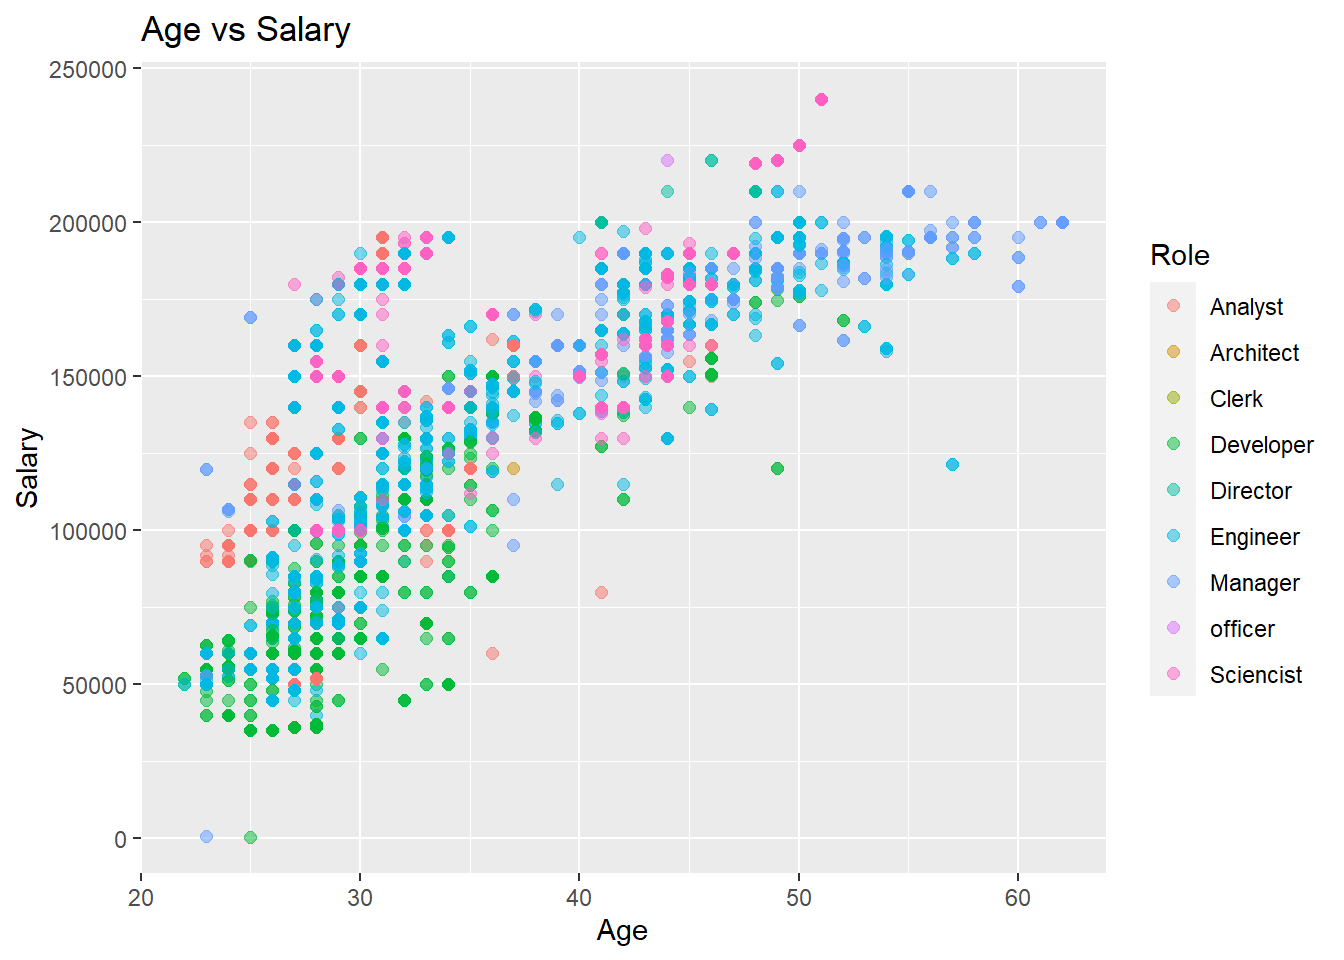 Age vs Salary
250000
200000
150000
100000
50000
0
Salary
20 30 40 50 60
Age
Role
Analyst
Architect
Clerk
Developer
Director
Engineer
Manager
officer
Sciencist